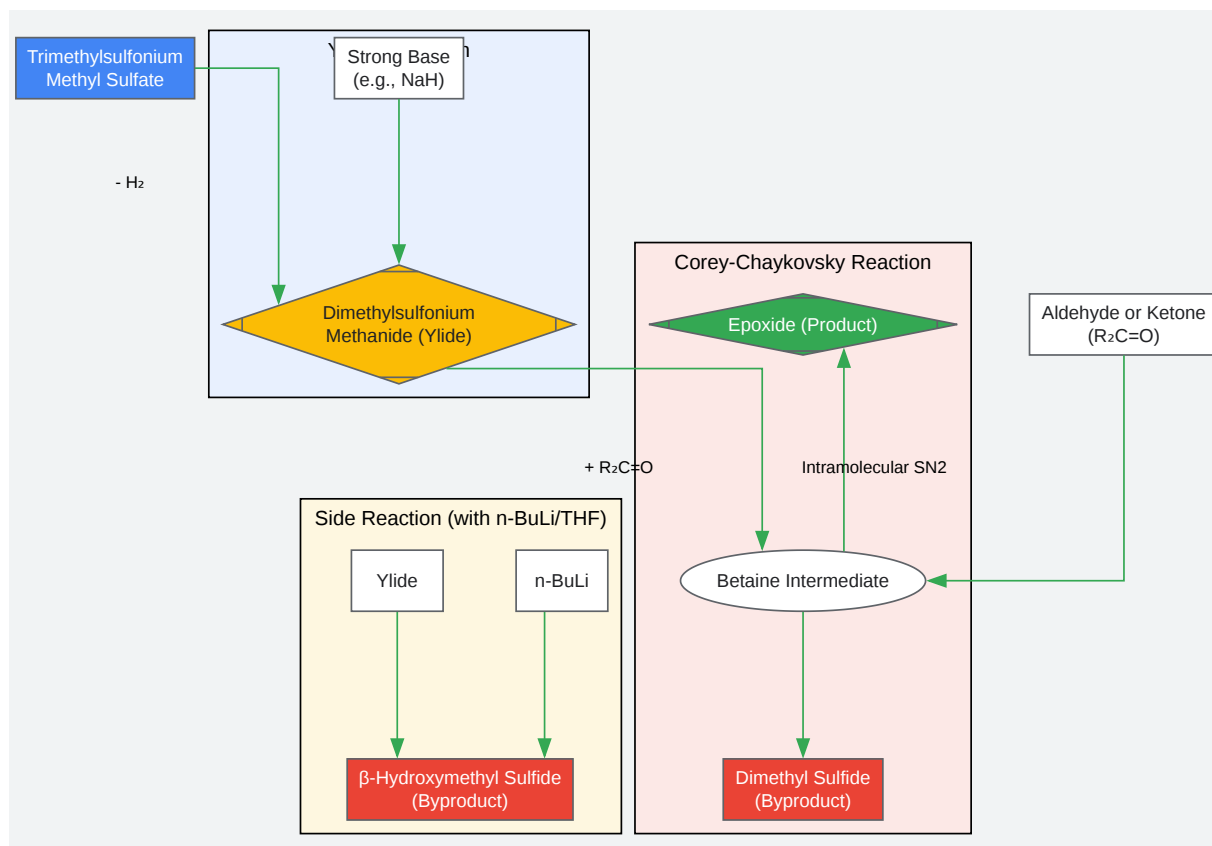 Trimethylsulfonium
Methyl Sulfate
Strong Base
(e.g., NaH)
- H₂
Dimethylsulfonium
Methanide (Ylide)
Corey-Chaykovsky Reaction
Epoxide (Product)
Aldehyde or Ketone
(R₂C=O)
+ R₂C=O
Intramolecular SN2
Side Reaction (with n-BuLi/THF)
Ylide
n-BuLi
Betaine Intermediate
β-Hydroxymethyl Sulfide
(Byproduct)
Dimethyl Sulfide
(Byproduct)